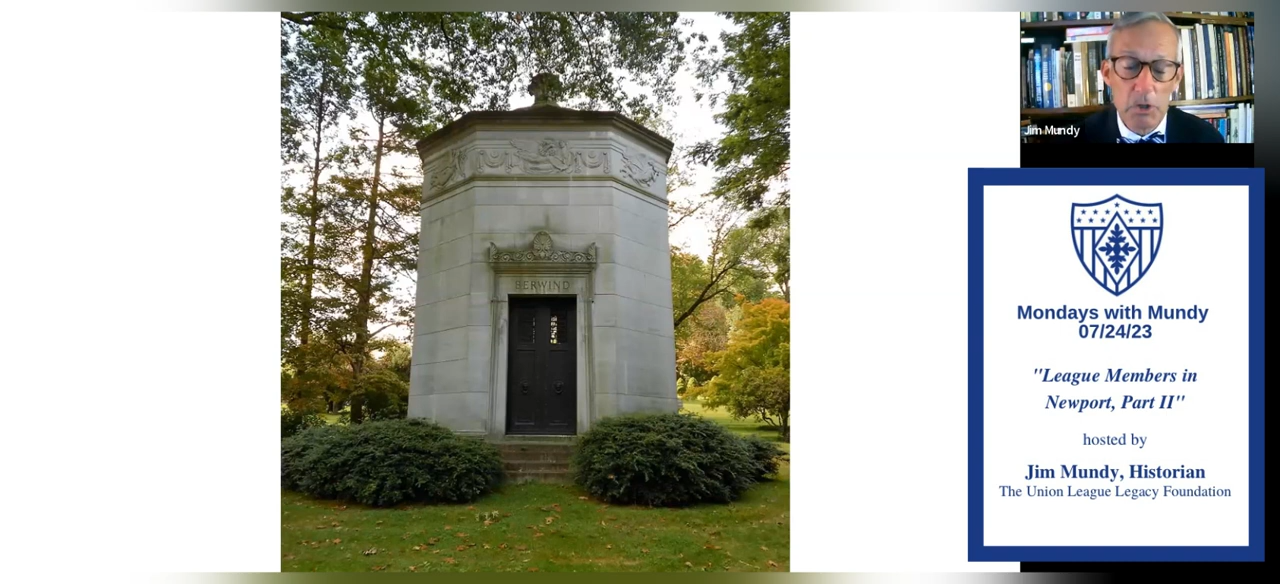 BERWIND
Jim Mundy
Mondays with Mundy
07/24/23
"League Members in
Newport, Part II"
hosted by
Jim Mundy, Historian
The Union League Legacy Foundation